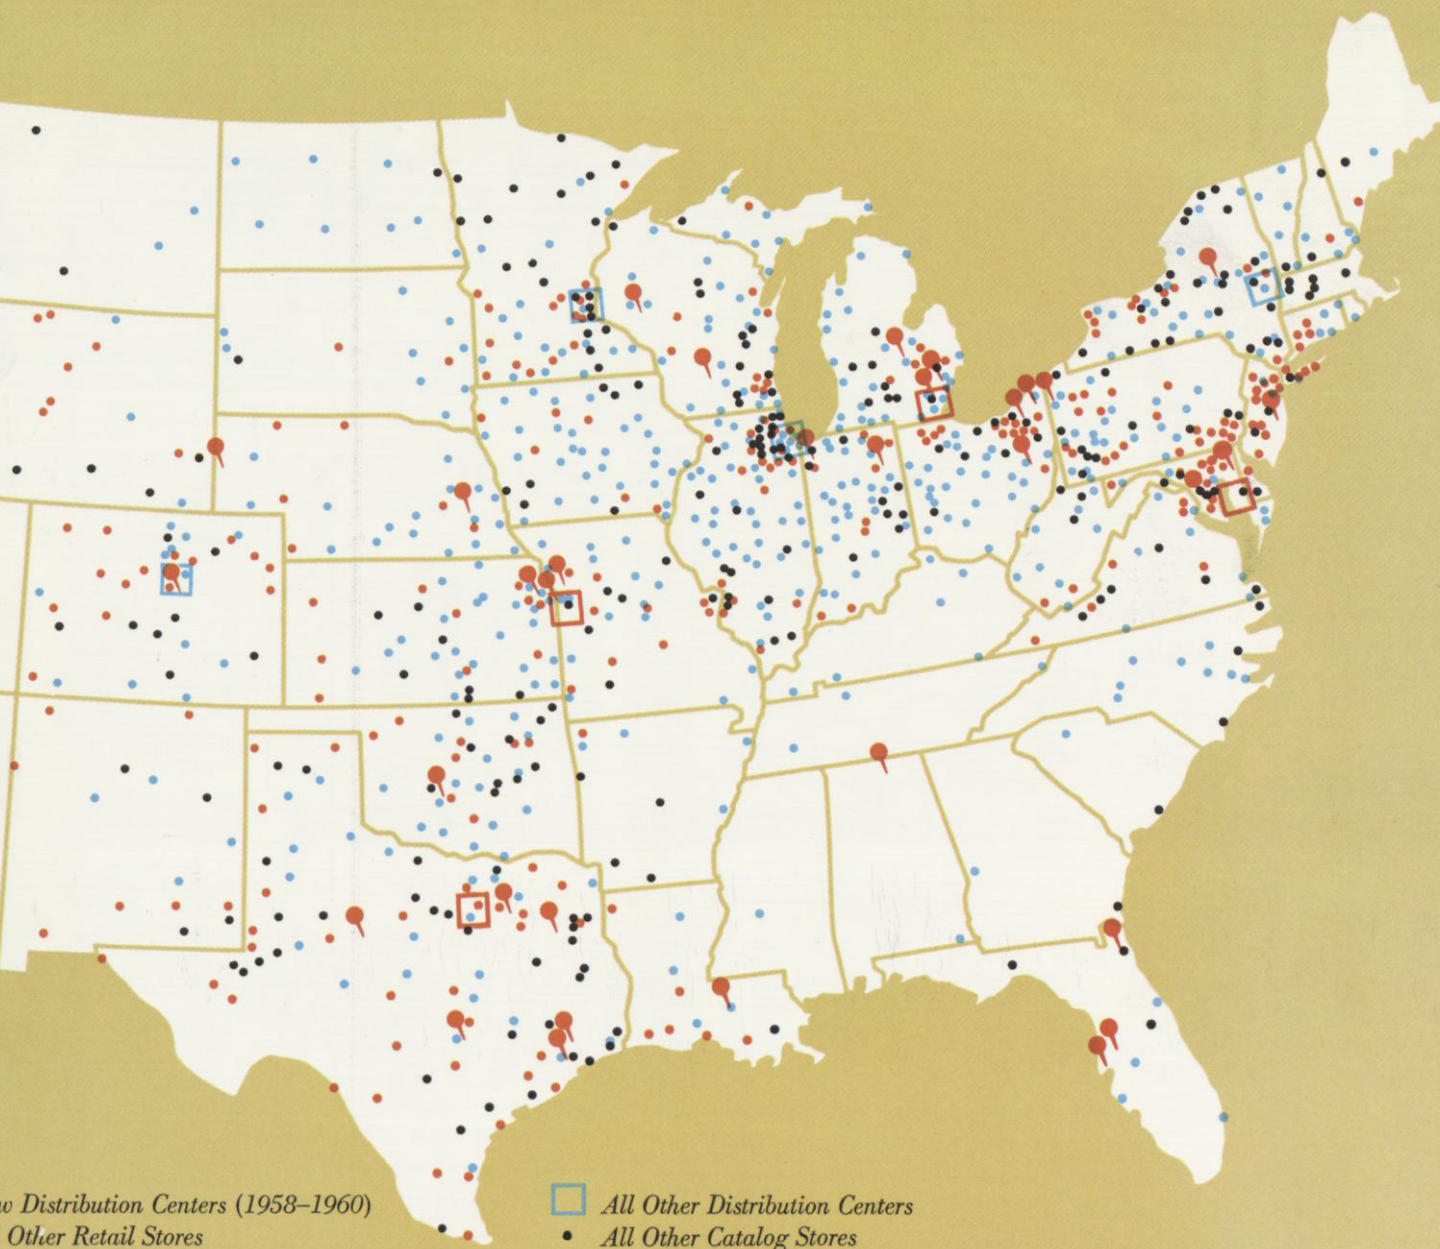 Distribution Centers (1958–1960)
Other Retail Stores
All Other Distribution Centers
All Other Catalog Stores